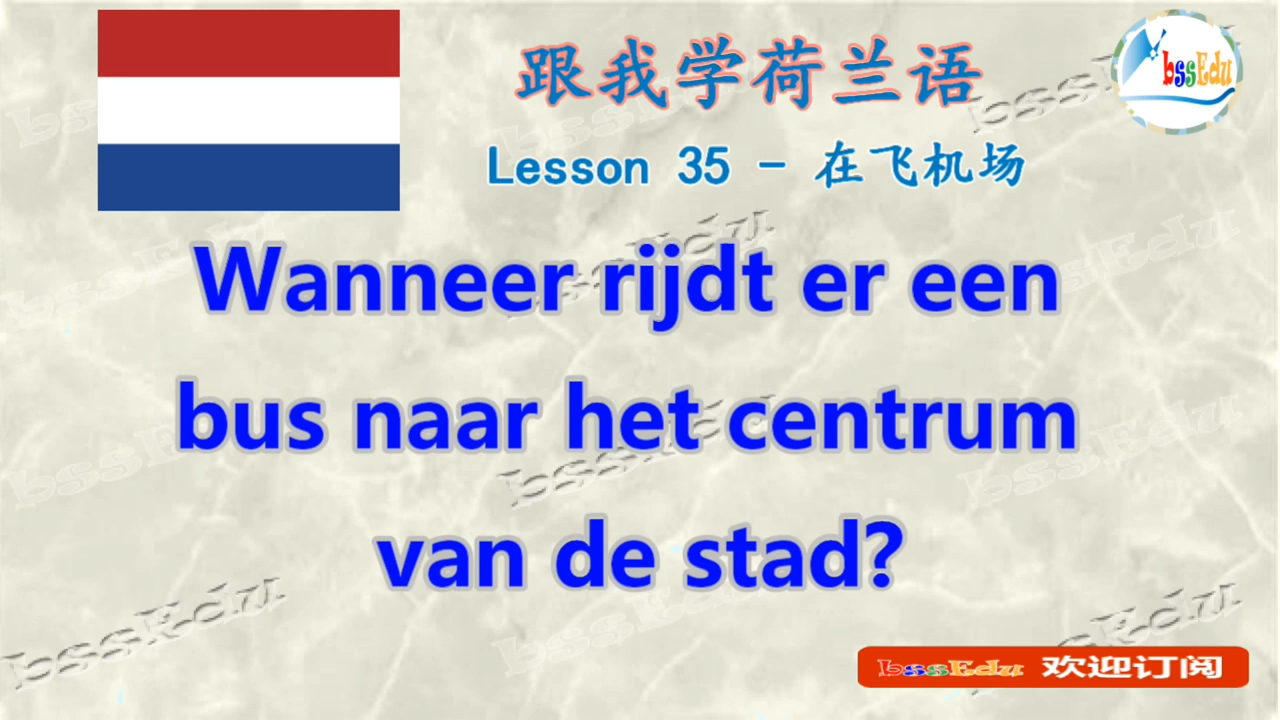 跟我学荷兰语
bssEdu
Lesson 35 - 在飞机场
Wanneer rijdt er een
bus naar het centrum
van de stad?
bssEdu 欢迎订阅